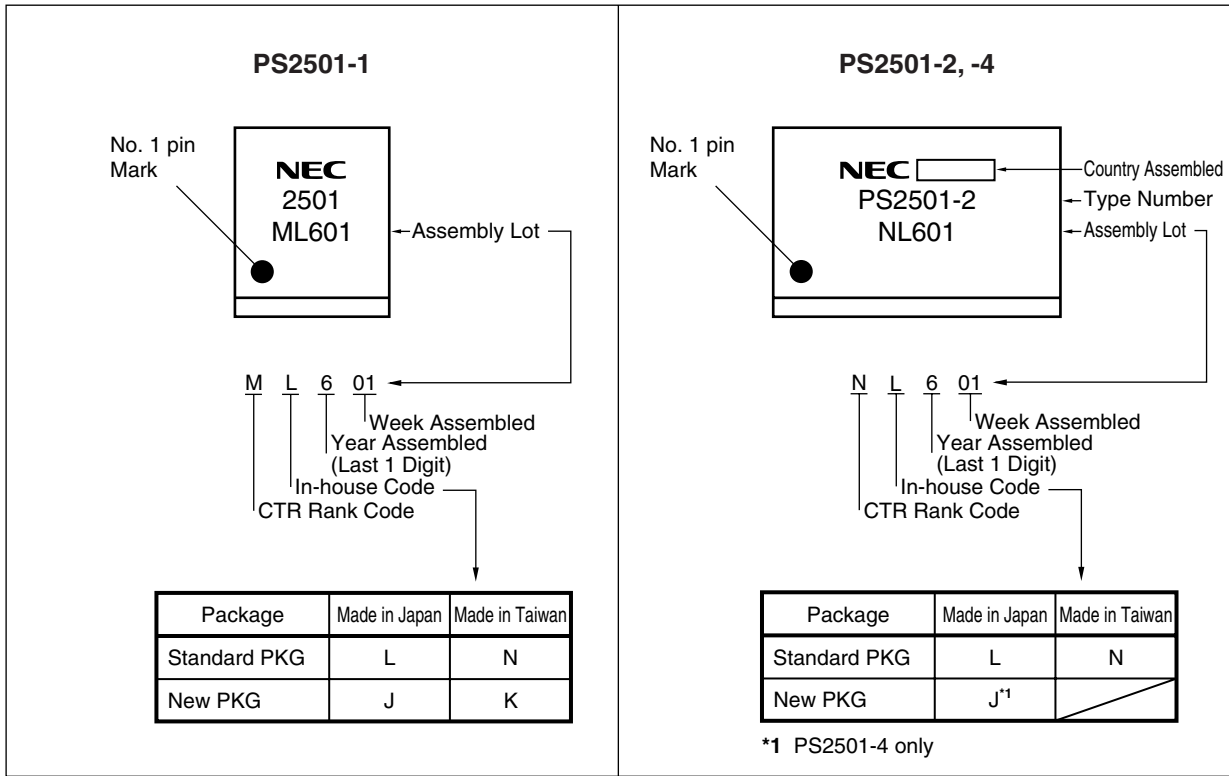 PS2501-1
No. 1 pin
Mark
NEC
2501
ML601
Assembly Lot
M L 6 01
Week Assembled
Year Assembled
(Last 1 Digit)
In-house Code
CTR Rank Code
Package Made in Japan Made in Taiwan
Standard PKG L N
New PKG J K
PS2501-2, -4
No. 1 pin
Mark
NEC
Country Assembled
PS2501-2
Type Number
NL601
Assembly Lot
N L 6 01
Week Assembled
Year Assembled
(Last 1 Digit)
In-house Code
CTR Rank Code
Package Made in Japan Made in Taiwan
Standard PKG L N
New PKG J*1
*1 PS2501-4 only